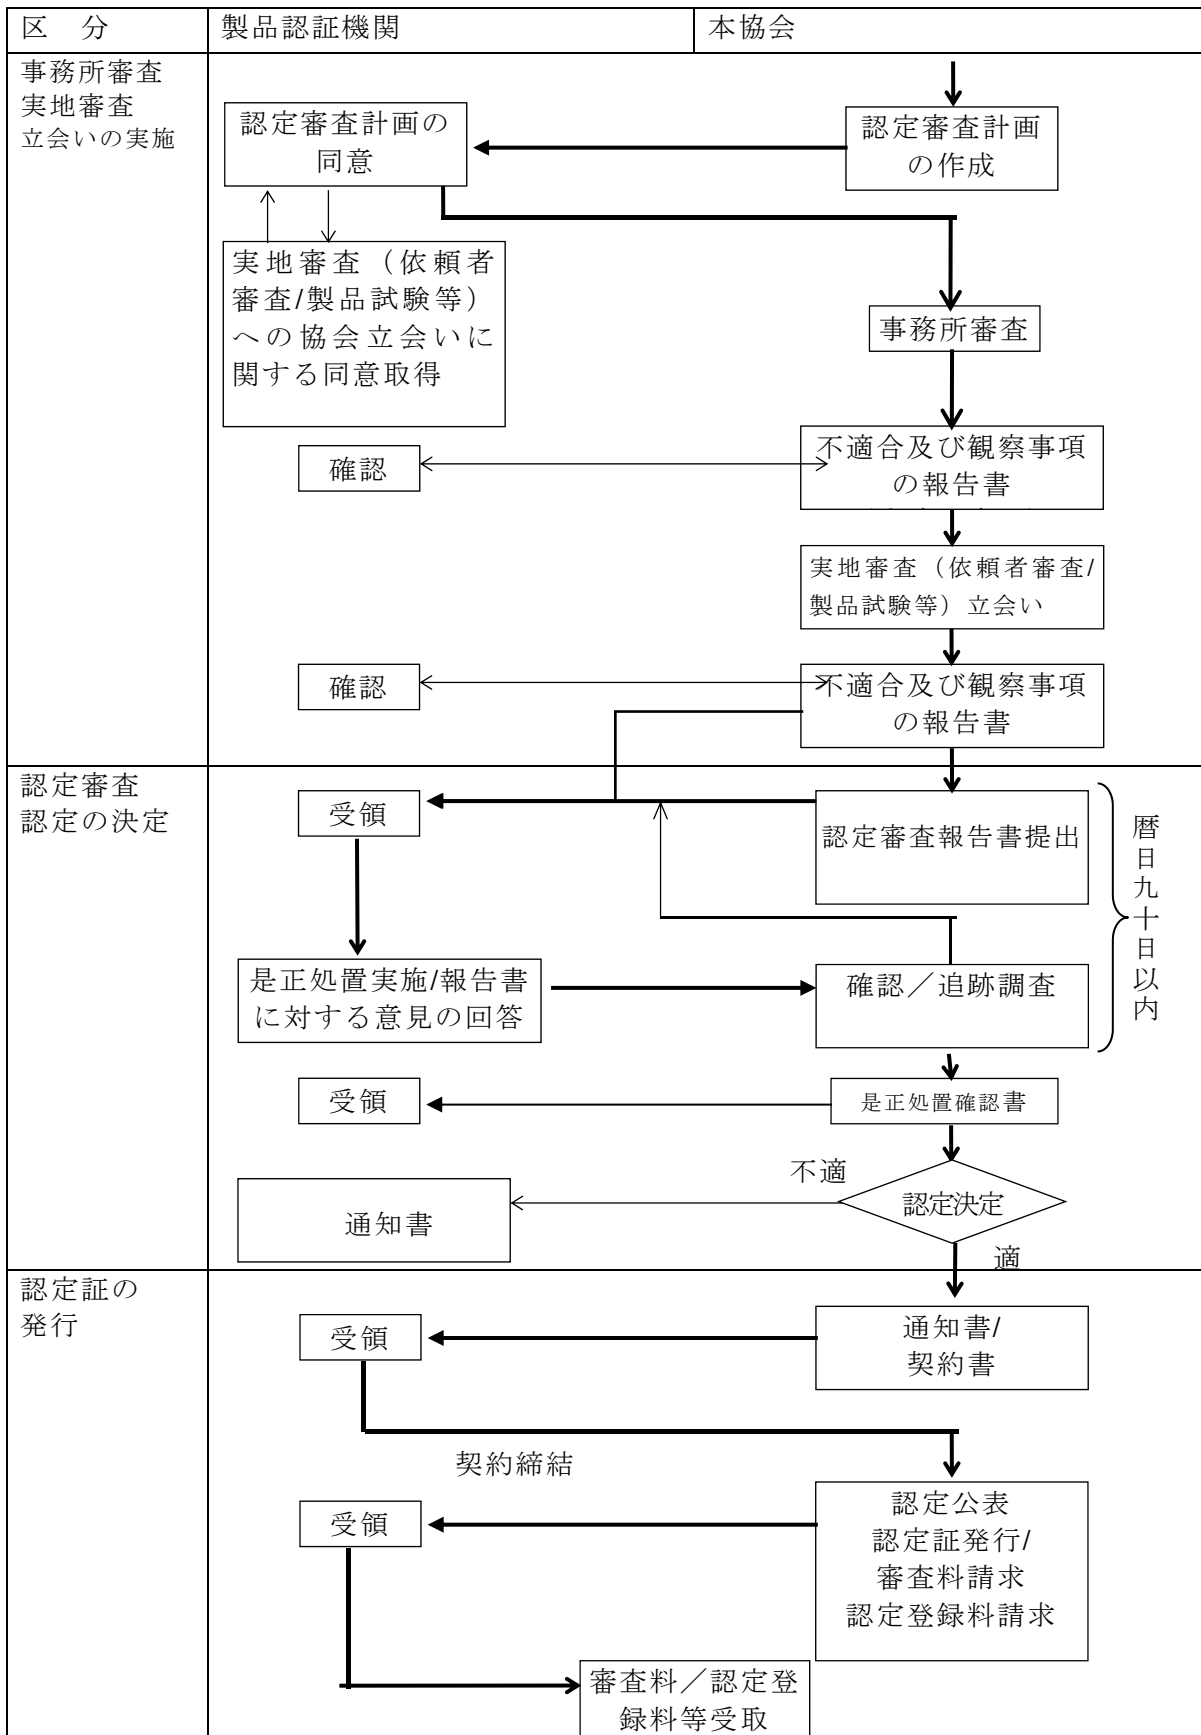 区　分
製品認証機関
本協会
事務所審査
実地審査
立会いの実施
認定審査計画の
同意
認定審査計画
の作成
実地審査（依頼者
審査/製品試験等）
への協会立会いに
関する同意取得
事務所審査
確認
不適合及び観察事項
の報告書
実地審査（依頼者審査/
製品試験等）立会い
確認
不適合及び観察事項
の報告書
認定審査
認定の決定
受領
認定審査報告書提出
暦日九十日以内
是正処置実施/報告書
に対する意見の回答
確認／追跡調査
受領
是正処置確認書
不適
認定決定
通知書
適
認定証の
発行
受領
通知書/
契約書
契約締結
受領
認定公表
認定証発行/
審査料請求
認定登録料請求
審査料／認定登
録料等受取